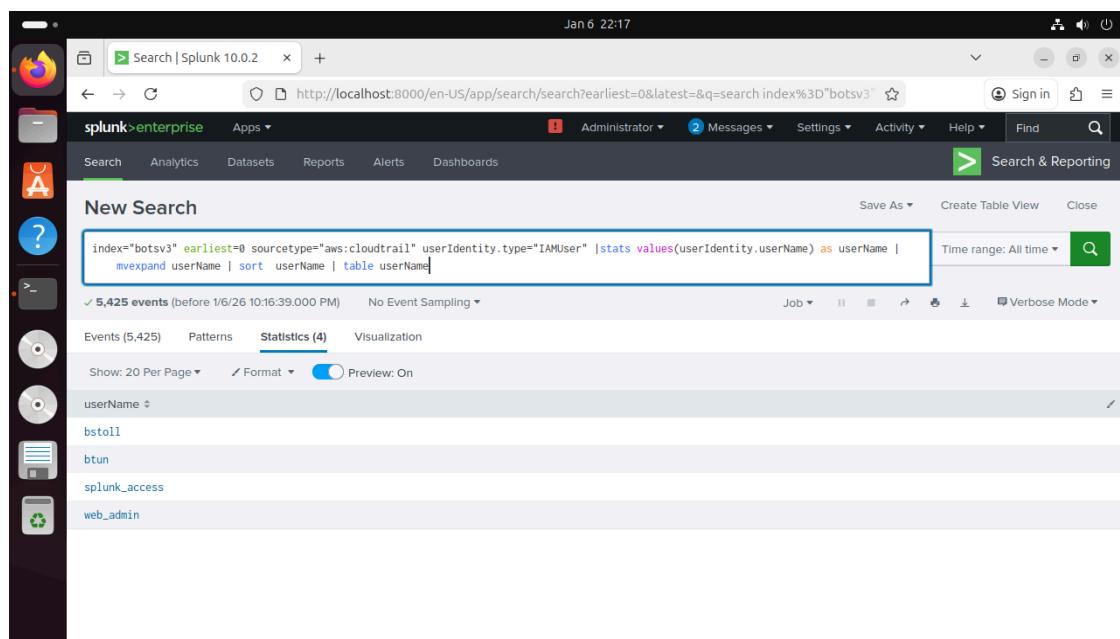 Jan 6 22:17
Search | Splunk 10.0.2
http://localhost:8000/en-US/app/search/search?earliest=0&latest=&q=search index%3D"botsv3"
Sign in
splunk>enterprise Apps Administrator 2 Messages Settings Activity Help Find
Search Analytics Datasets Reports Alerts Dashboards Search & Reporting
New Search Save As Create Table View Close
index="botsv3" earliest=0 sourcetype="aws:cloudtrail" userIdentity.type="IAMUser" |stats values(userIdentity.userName) as userName |
mvexpand userName | sort  userName | table userName
Time range: All time
5,425 events (before 1/6/26 10:16:39.000 PM) No Event Sampling Job Verbose Mode
Events (5,425) Patterns Statistics (4) Visualization
Show: 20 Per Page Format Preview: On
userName
bstoll
btun
splunk_access
web_admin